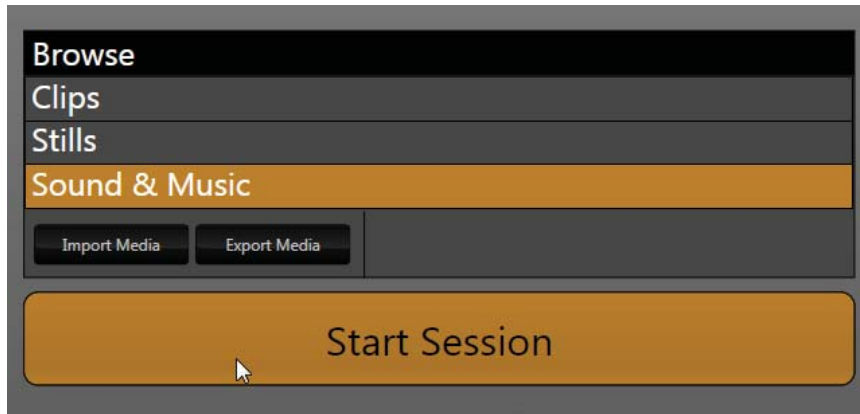 Browse
Clips
Stills
Sound & Music
Import Media Export Media
Start Session